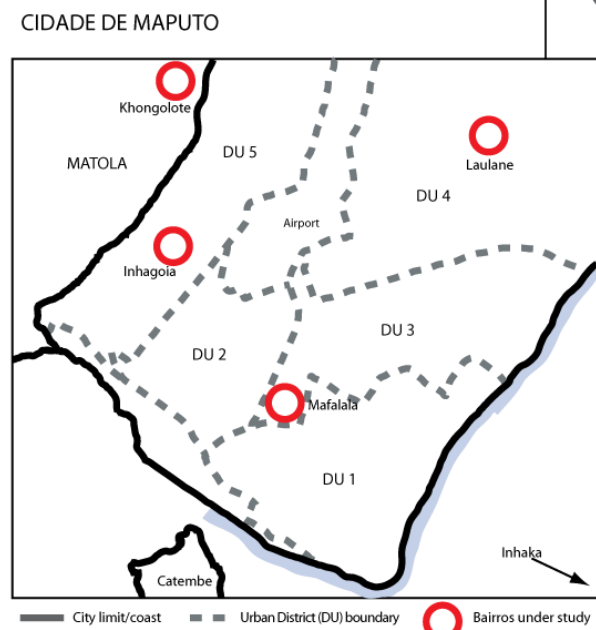 CIDADE DE MAPUTO
Khongolote
MATOLA
DU 5
Laulane
DU 4
Airport
Inhagoia
DU 3
DU 2
Mafalala
DU 1
Inhaka
Catembe
City limit/coast
Urban District (DU) boundary
Bairros under study